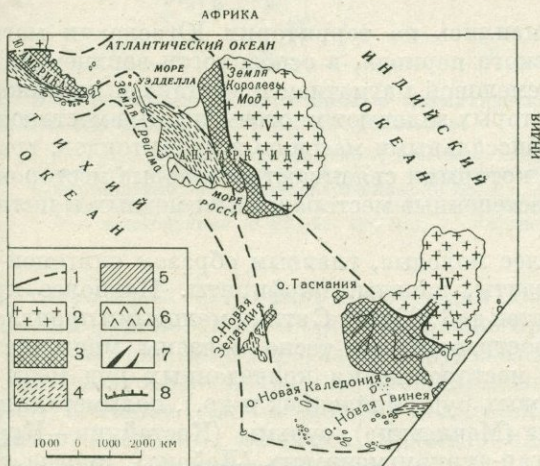 АФРИКА
Ю. АМЕРИКА
АТЛАНТИЧЕСКИЙ ОКЕАН
МОРЕ
УЭДДЕЛЛА
Земля
Королевы
Мод
ИНДИЙСКИЙ
ОКЕАН
ИНДИЯ
ТИХИЙ
ОКЕАН
Земля Грейама
АНТАРКТИДА
МОРЕ
РОССА
о. Тасмания
IV
о. Новая
Зеландия
о. Новая Каледония
о. Новая Гвинея
1
2
3
4
5
6
7
8
1000 0 1000 2000 км